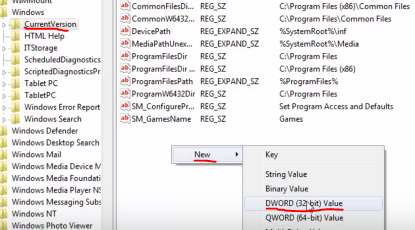 Windows
CurrentVersion
HTML Help
ITStorage
ScheduledDiagnostics
ScriptedDiagnosticsPr
Tablet PC
TabletPC
Windows Error Report
Windows Search
Windows Defender
Windows Desktop Search
Windows Mail
Windows Media Device M
Windows Media Foundation
Windows Media Player NS
Windows Messaging Subs
Windows NT
Windows Photo Viewer
CommonFilesDi... REG_SZ C:\Program Files (x86)\Common Files
CommonW6432... REG_SZ C:\Program Files\Common Files
DevicePath REG_EXPAND_SZ %SystemRoot%\inf
MediaPathUnex... REG_EXPAND_SZ %SystemRoot%\Media
ProgramFilesDir REG_SZ C:\Program Files (x86)
ProgramFilesDir ... REG_SZ C:\Program Files (x86)
ProgramFilesPath REG_EXPAND_SZ %ProgramFiles%
ProgramW6432Dir REG_SZ C:\Program Files
SM_ConfigurePr... REG_SZ Set Program Access and Defaults
SM_GamesName REG_SZ Games
New
Key
String Value
Binary Value
DWORD (32-bit) Value
QWORD (64-bit) Value